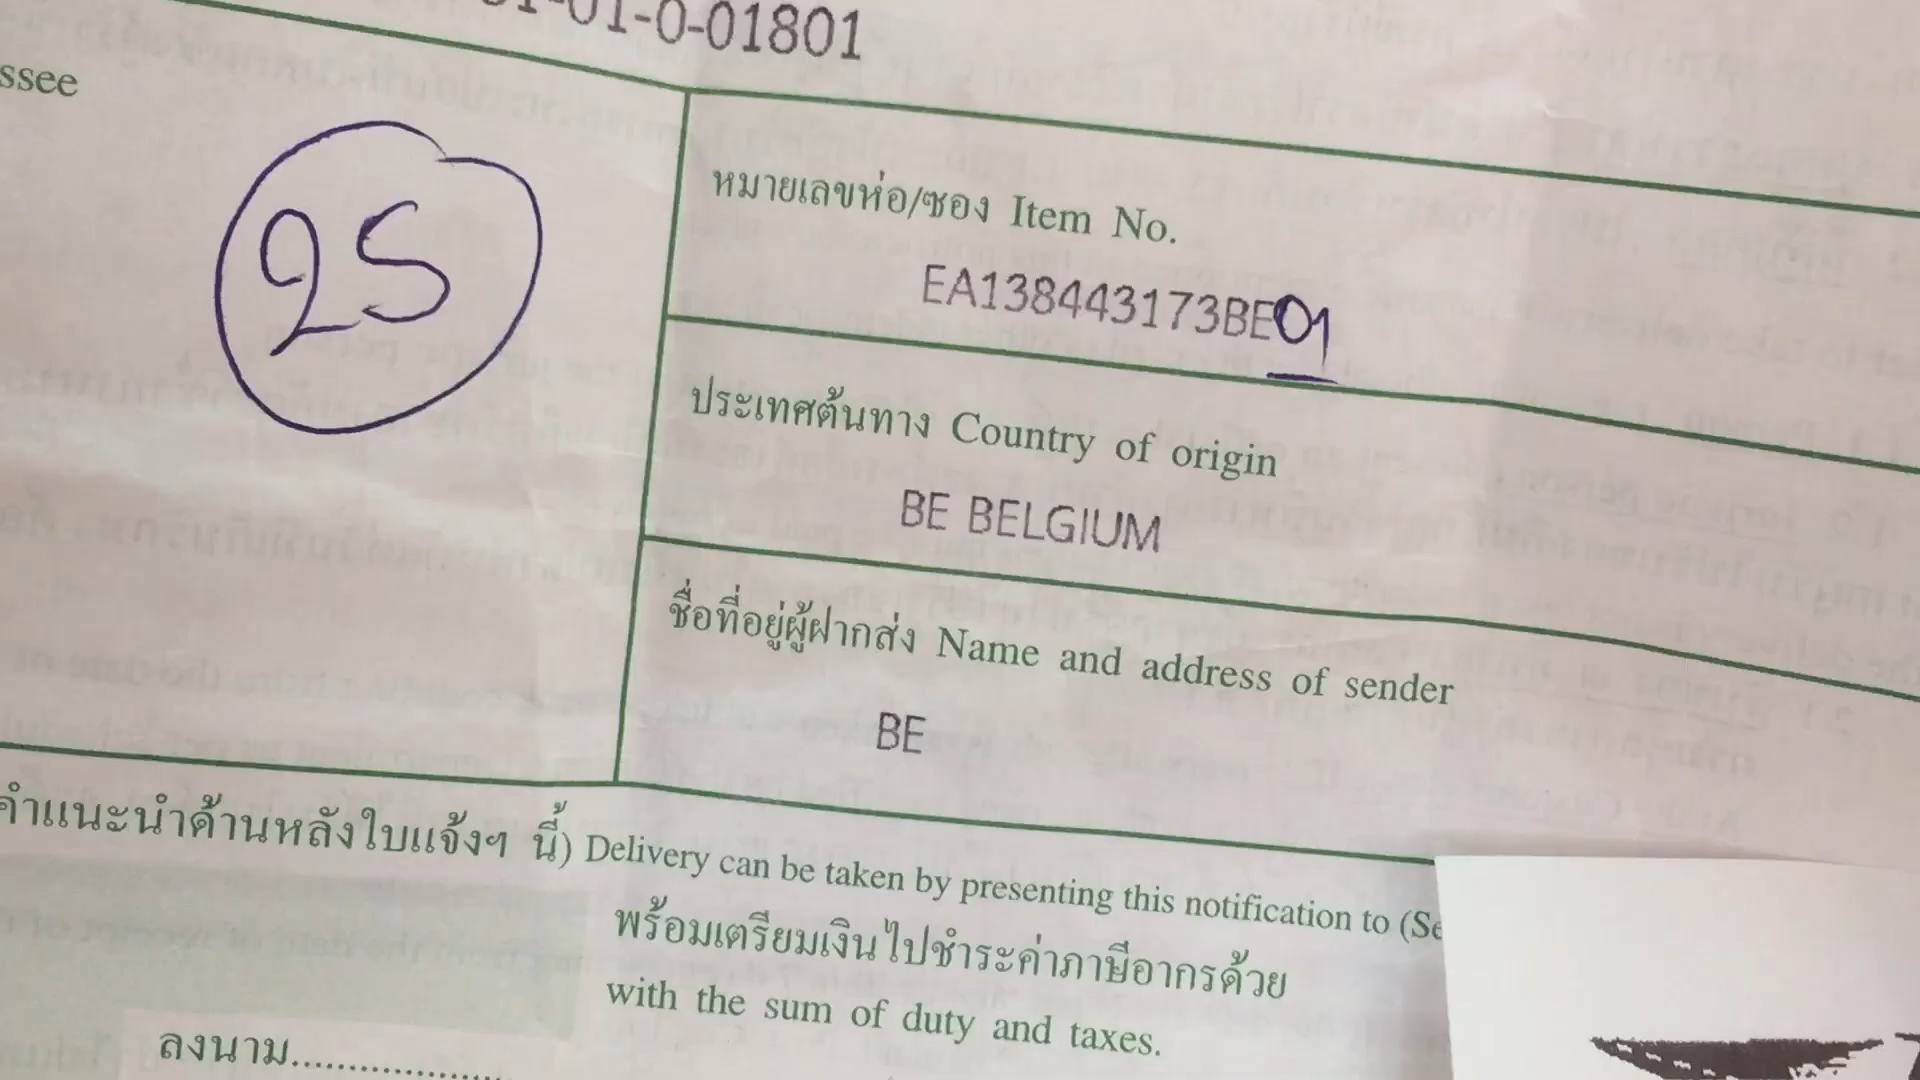 01-0-01801
ssee
25
หมายเลขห่อ/ซอง Item No.
EA138443173BE01
ประเทศต้นทาง Country of origin
BE BELGIUM
ชื่อที่อยู่ผู้ฝากส่ง Name and address of sender
BE
คำแนะนำด้านหลังใบแจ้งฯ นี้) Delivery can be taken by presenting this notification to (Se
พร้อมเตรียมเงินไปชำระค่าภาษีอากรด้วย
with the sum of duty and taxes.
ลงนาม....................